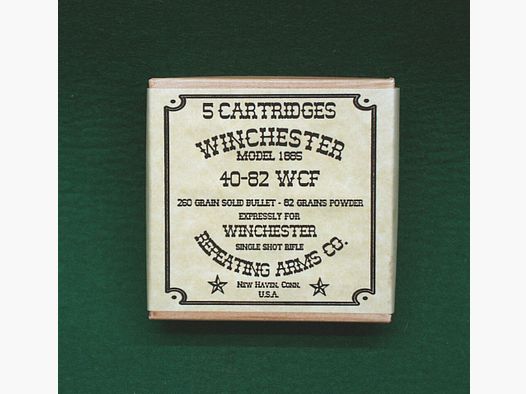 5 CARTRIDGES
WINCHESTER
MODEL 1885
40-82 WCF
260 GRAIN SOLID BULLET - 82 GRAINS POWDER
EXPRESSLY FOR
WINCHESTER
SINGLE SHOT RIFLE
REPEATING ARMS CO.
NEW HAVEN, CONN.
U.S.A.